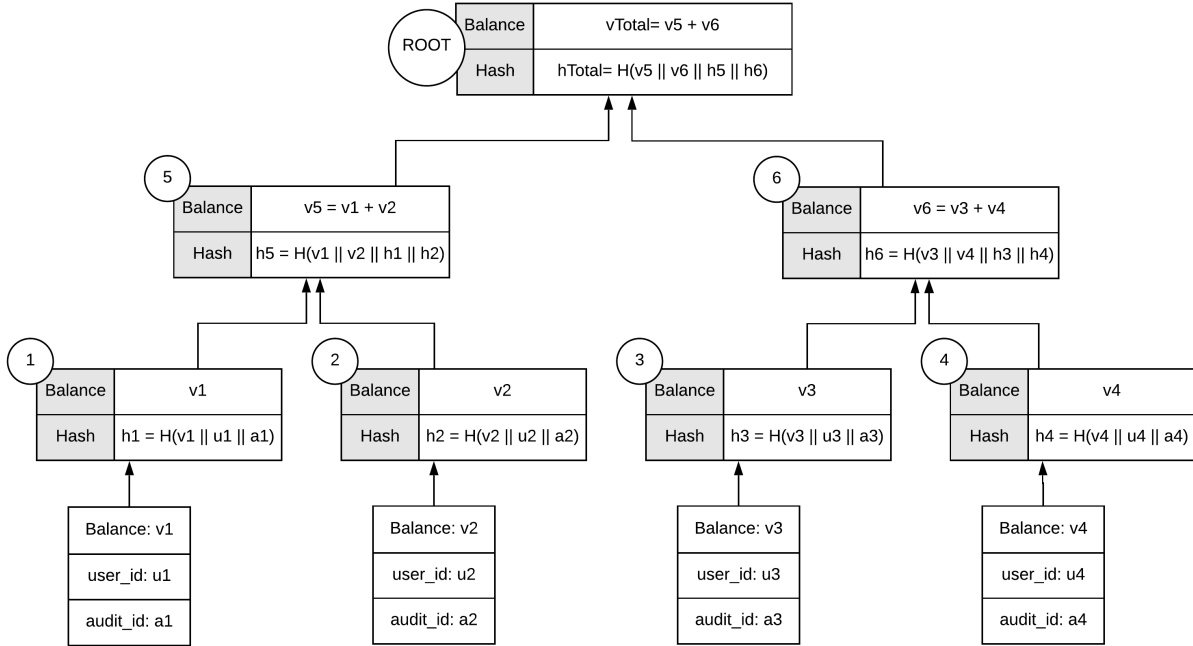 ROOT
Balance
vTotal= v5 + v6
Hash
hTotal= H(v5 || v6 || h5 || h6)
5
Balance
v5 = v1 + v2
Hash
h5 = H(v1 || v2 || h1 || h2)
6
Balance
v6 = v3 + v4
Hash
h6 = H(v3 || v4 || h3 || h4)
1
Balance
v1
Hash
h1 = H(v1 || u1 || a1)
2
Balance
v2
Hash
h2 = H(v2 || u2 || a2)
3
Balance
v3
Hash
h3 = H(v3 || u3 || a3)
4
Balance
v4
Hash
h4 = H(v4 || u4 || a4)
Balance: v1
user_id: u1
audit_id: a1
Balance: v2
user_id: u2
audit_id: a2
Balance: v3
user_id: u3
audit_id: a3
Balance: v4
user_id: u4
audit_id: a4